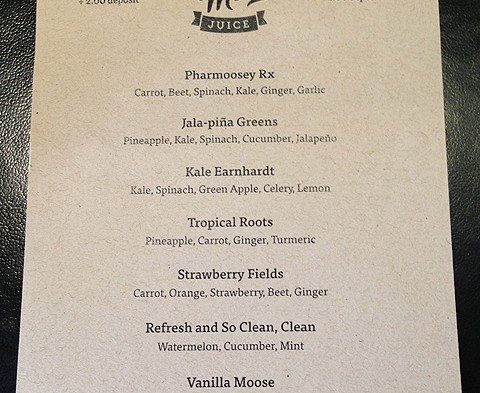 + 2.00 deposit
JUICE
Pharmoosey Rx
Carrot, Beet, Spinach, Kale, Ginger, Garlic
Jala-piña Greens
Pineapple, Kale, Spinach, Cucumber, Jalapeño
Kale Earnhardt
Kale, Spinach, Green Apple, Celery, Lemon
Tropical Roots
Pineapple, Carrot, Ginger, Turmeric
Strawberry Fields
Carrot, Orange, Strawberry, Beet, Ginger
Refresh and So Clean, Clean
Watermelon, Cucumber, Mint
Vanilla Moose